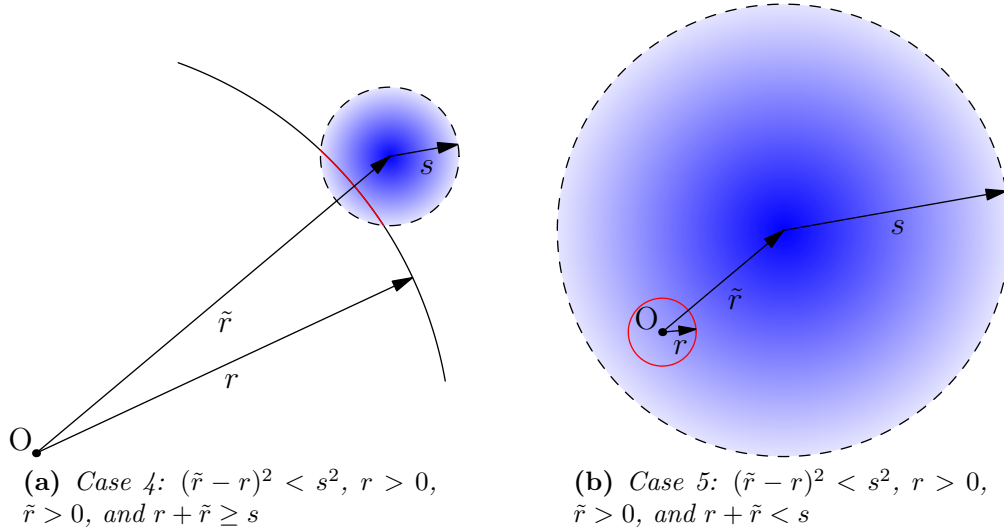 s
r̃
r
O
(a) Case 4: (r̃ − r)² < s², r > 0,
r̃ > 0, and r + r̃ ≥ s
s
r̃
O
r
(b) Case 5: (r̃ − r)² < s², r > 0,
r̃ > 0, and r + r̃ < s